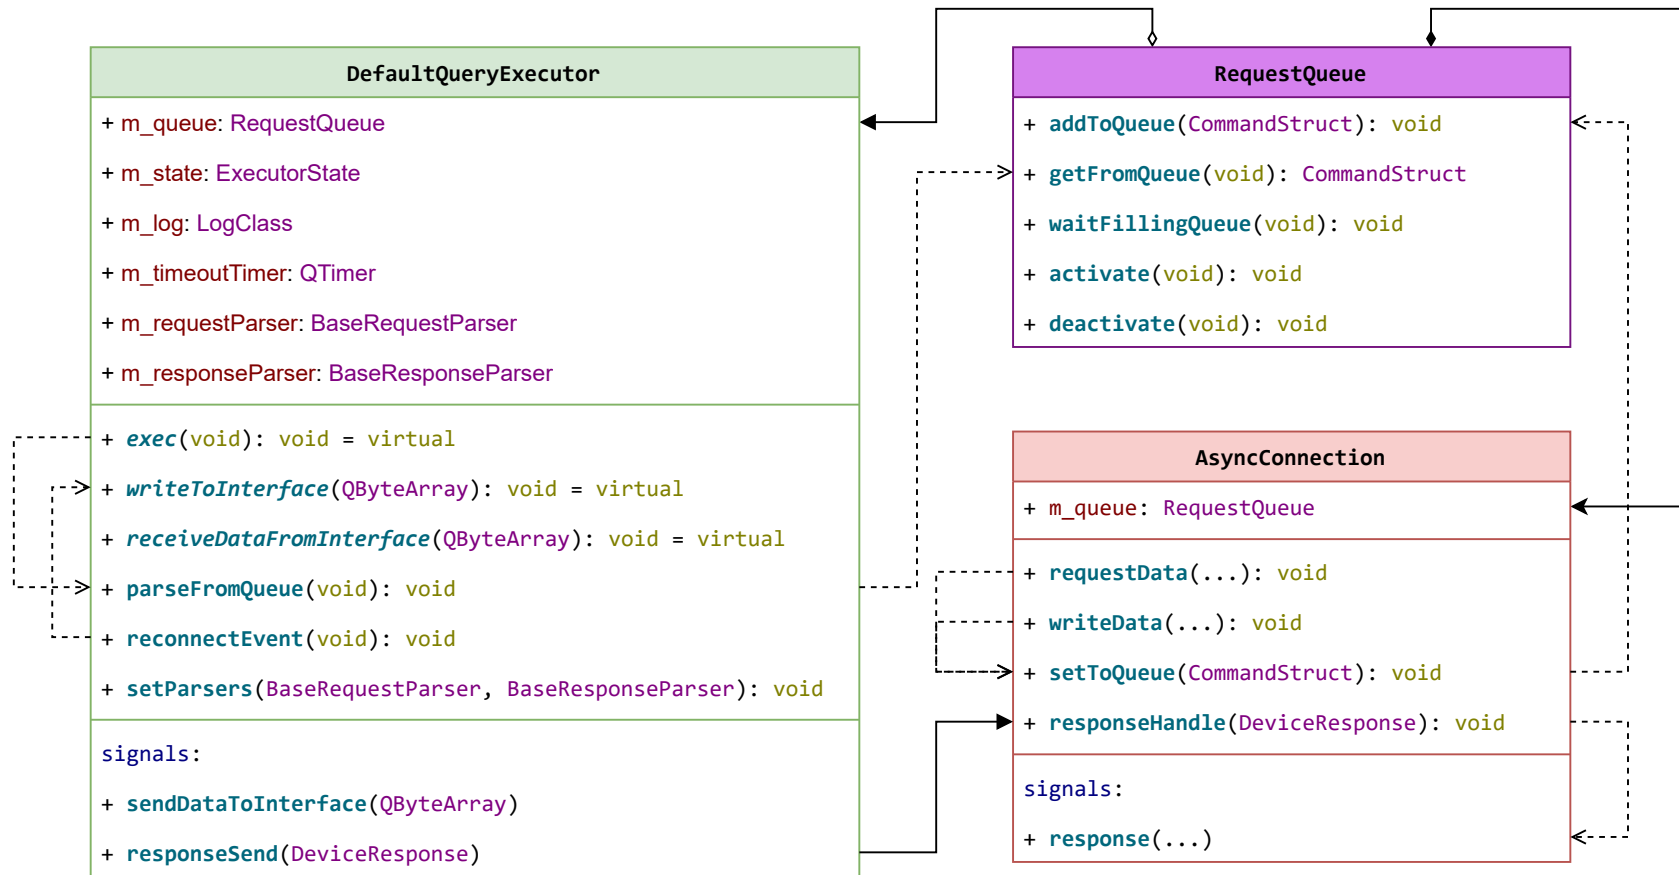 DefaultQueryExecutor
+ m_queue: RequestQueue
+ m_state: ExecutorState
+ m_log: LogClass
+ m_timeoutTimer: QTimer
+ m_requestParser: BaseRequestParser
+ m_responseParser: BaseResponseParser
+ exec(void): void = virtual
+ writeToInterface(QByteArray): void = virtual
+ receiveDataFromInterface(QByteArray): void = virtual
+ parseFromQueue(void): void
+ reconnectEvent(void): void
+ setParsers(BaseRequestParser, BaseResponseParser): void
signals:
+ sendDataToInterface(QByteArray)
+ responseSend(DeviceResponse)
RequestQueue
+ addToQueue(CommandStruct): void
+ getFromQueue(void): CommandStruct
+ waitFillingQueue(void): void
+ activate(void): void
+ deactivate(void): void
AsyncConnection
+ m_queue: RequestQueue
+ requestData(...): void
+ writeData(...): void
+ setToQueue(CommandStruct): void
+ responseHandle(DeviceResponse): void
signals:
+ response(...)